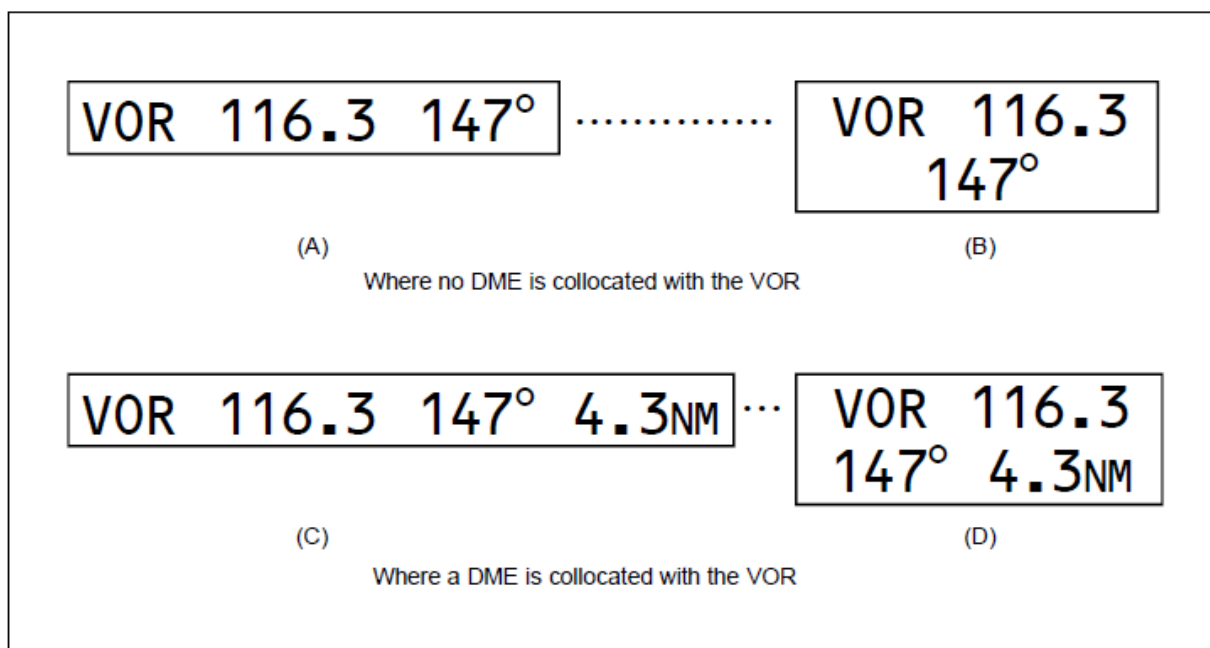 VOR 116.3 147° ..............
VOR 116.3
147°
(A)
(B)
Where no DME is collocated with the VOR
VOR 116.3 147° 4.3NM ...
VOR 116.3
147° 4.3NM
(C)
(D)
Where a DME is collocated with the VOR